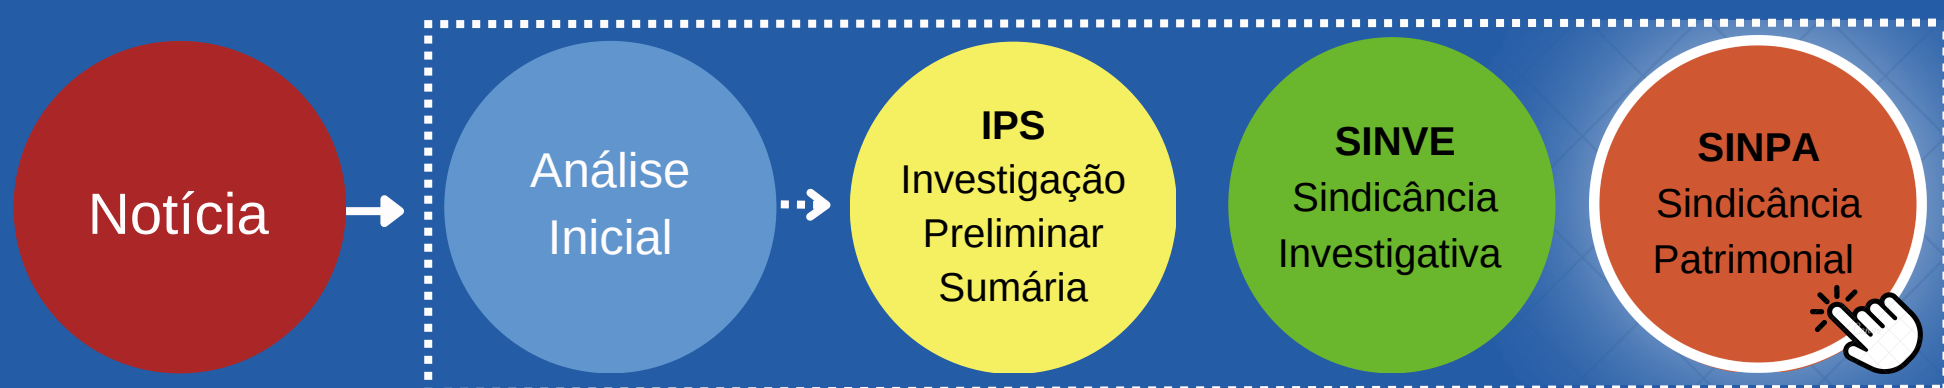 Notícia
Análise
Inicial
IPS
Investigação
Preliminar
Sumária
SINVE
Sindicância
Investigativa
SINPA
Sindicância
Patrimonial